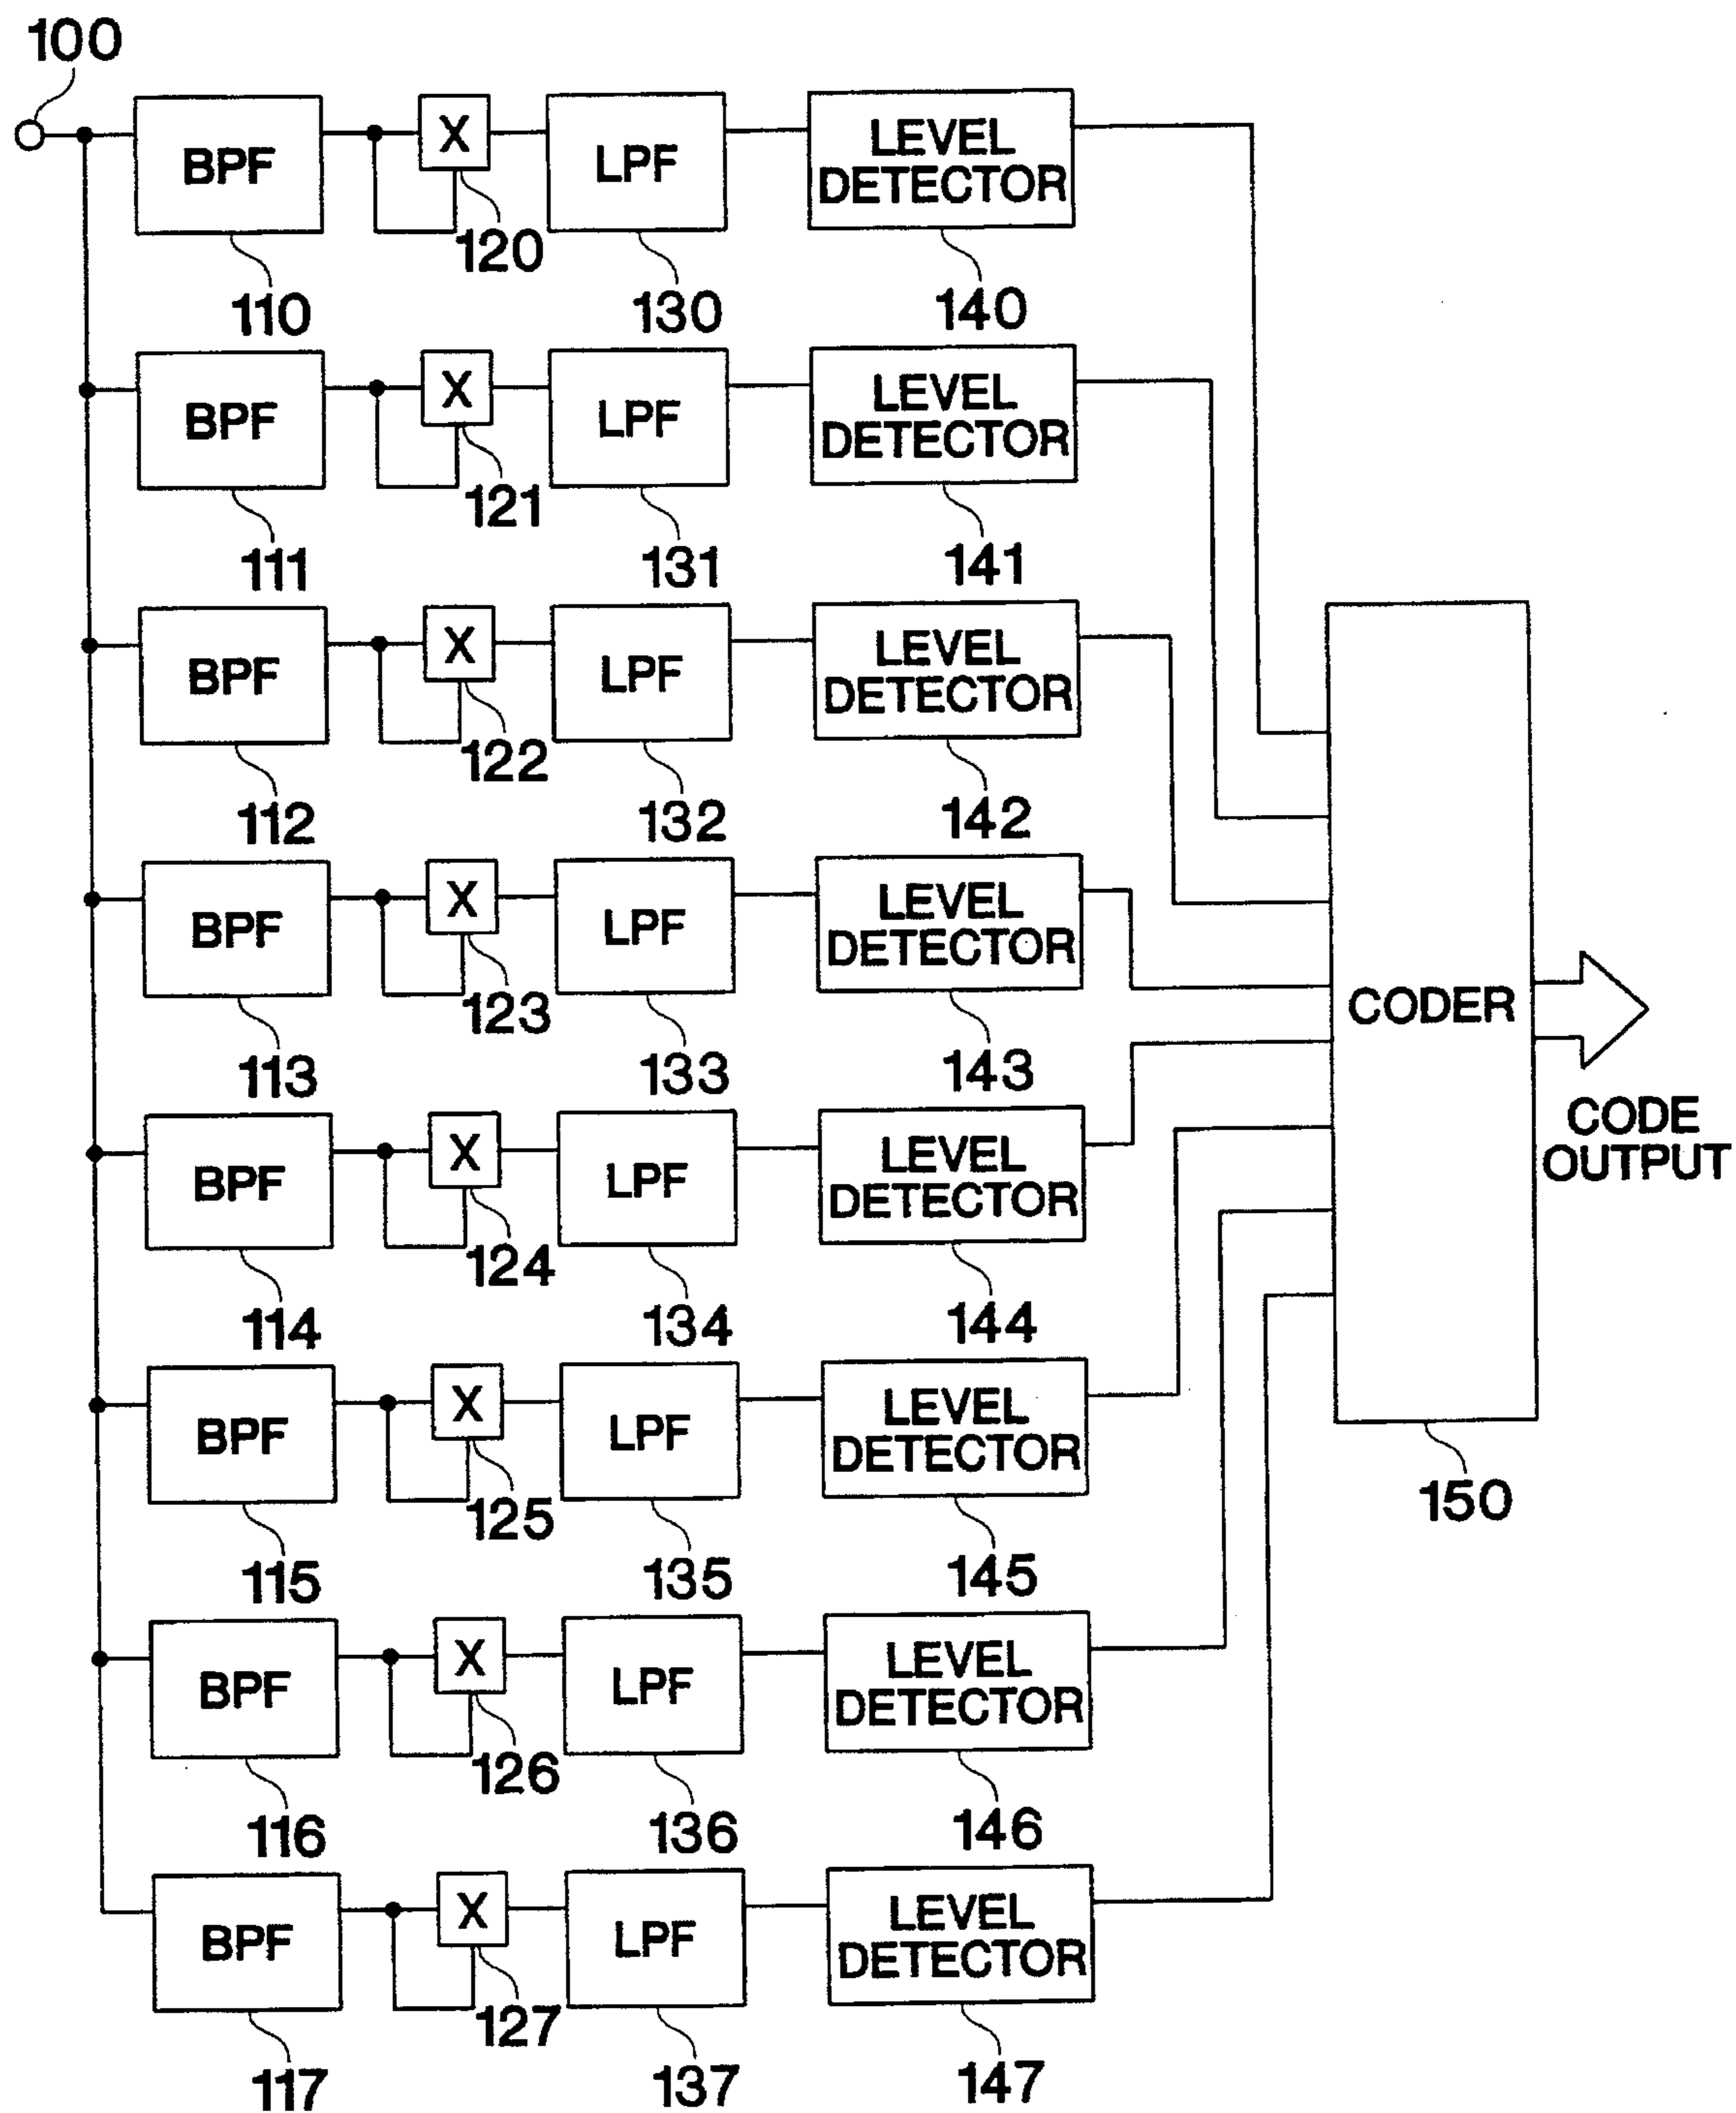 100
BPF
X
LPF
LEVEL
DETECTOR
120
110
130
140
BPF
X
LPF
LEVEL
DETECTOR
121
111
131
141
BPF
X
LPF
LEVEL
DETECTOR
122
112
132
142
BPF
X
LPF
LEVEL
DETECTOR
123
113
133
143
CODER
CODE
OUTPUT
BPF
X
LPF
LEVEL
DETECTOR
124
114
134
144
BPF
X
LPF
LEVEL
DETECTOR
125
115
135
145
150
BPF
X
LPF
LEVEL
DETECTOR
126
116
136
146
BPF
X
LPF
LEVEL
DETECTOR
127
117
137
147